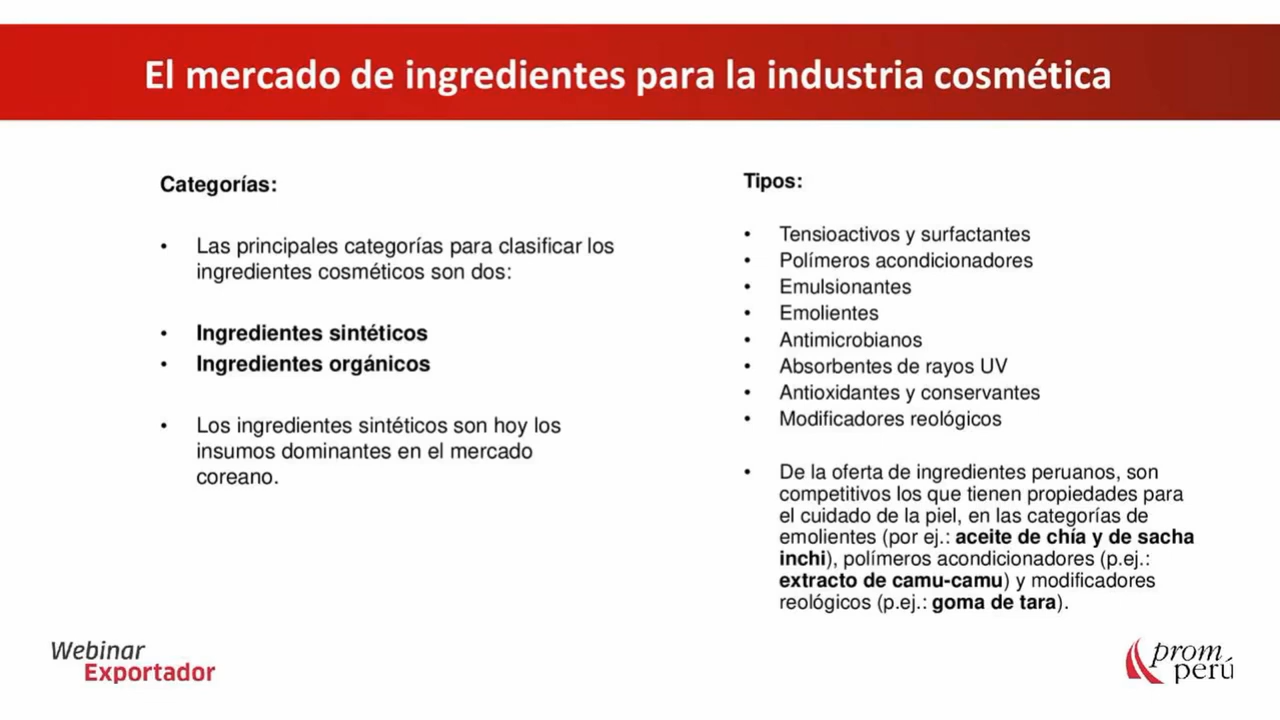 El mercado de ingredientes para la industria cosmética
Categorías:
• Las principales categorías para clasificar los
ingredientes cosméticos son dos:
• Ingredientes sintéticos
• Ingredientes orgánicos
• Los ingredientes sintéticos son hoy los
insumos dominantes en el mercado
coreano.
Tipos:
• Tensioactivos y surfactantes
• Polímeros acondicionadores
• Emulsionantes
• Emolientes
• Antimicrobianos
• Absorbentes de rayos UV
• Antioxidantes y conservantes
• Modificadores reológicos
• De la oferta de ingredientes peruanos, son
competitivos los que tienen propiedades para
el cuidado de la piel, en las categorías de
emolientes (por ej.: aceite de chía y de sacha
inchi), polímeros acondicionadores (p.ej.:
extracto de camu-camu) y modificadores
reológicos (p.ej.: goma de tara).
Webinar
Exportador
prom
perú